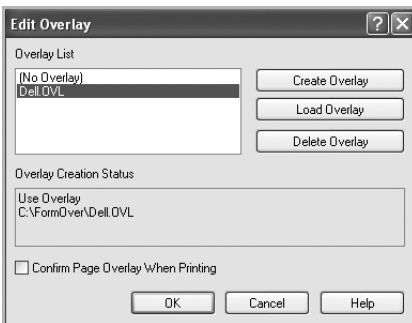 Edit Overlay
Overlay List
(No Overlay)
Dell.OVL
Create Overlay
Load Overlay
Delete Overlay
Overlay Creation Status
Use Overlay
C:\FormOver\Dell.OVL
Confirm Page Overlay When Printing
OK
Cancel
Help